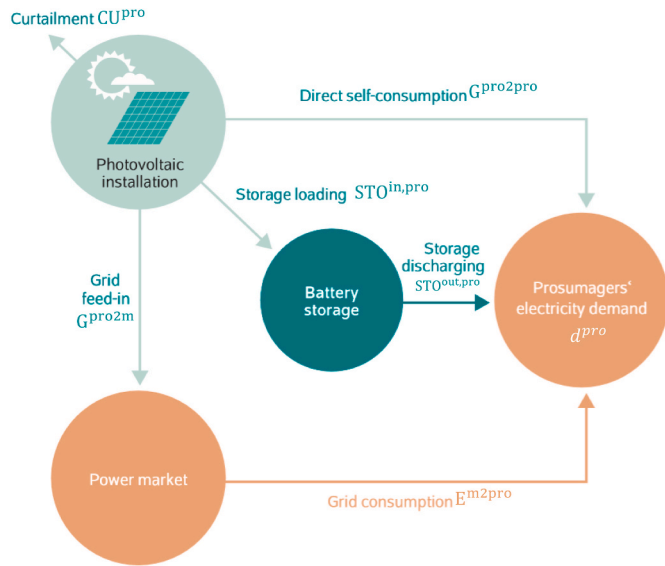 Curtailment CU^pro
Direct self-consumption G^pro2pro
Photovoltaic
installation
Storage loading STO^in,pro
Storage
discharging
STO^out,pro
Grid
feed-in
G^pro2m
Battery
storage
Prosumagers‘
electricity demand
d^pro
Power market
Grid consumption E^m2pro